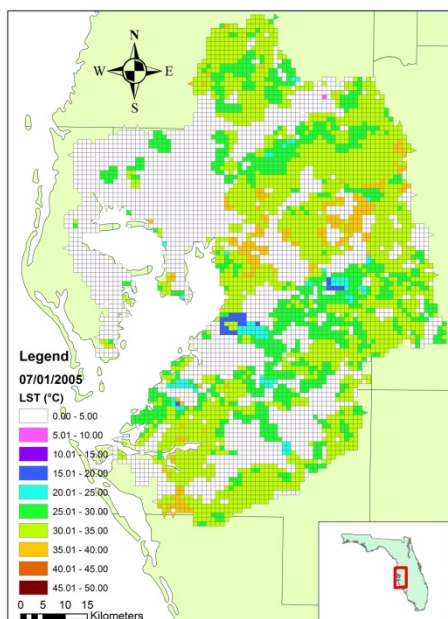 N
W E
S
Legend
07/01/2005
LST (°C)
0.00 - 5.00
5.01 - 10.00
10.01 - 15.00
15.01 - 20.00
20.01 - 25.00
25.01 - 30.00
30.01 - 35.00
35.01 - 40.00
40.01 - 45.00
45.01 - 50.00
0 5 10 15
Kilometers